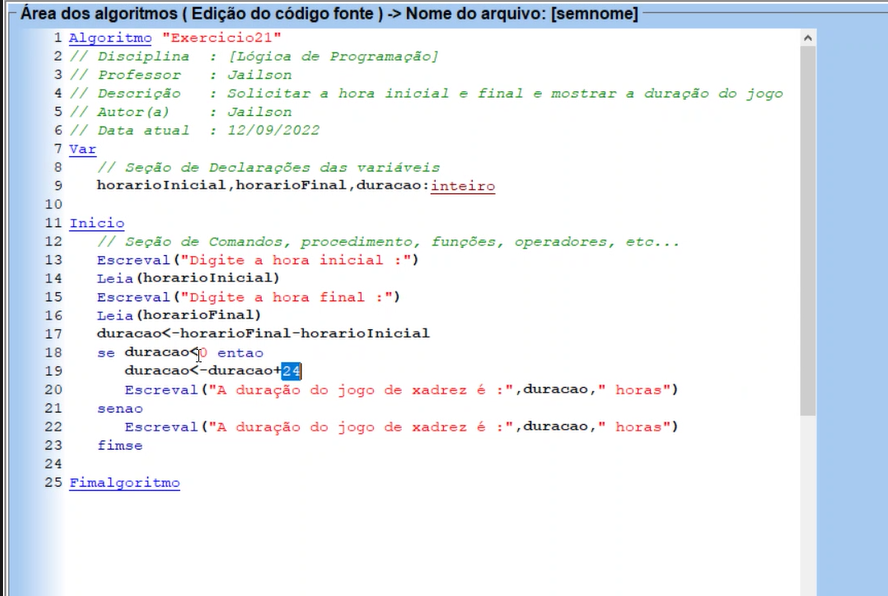 Área dos algoritmos ( Edição do código fonte ) -> Nome do arquivo: [semnome]
1 Algoritmo "Exercicio21"
2 // Disciplina : [Lógica de Programação]
3 // Professor : Jailson
4 // Descrição : Solicitar a hora inicial e final e mostrar a duração do jogo
5 // Autor(a) : Jailson
6 // Data atual : 12/09/2022
7 Var
8 // Seção de Declarações das variáveis
9 horarioInicial,horarioFinal,duracao:inteiro
10
11 Inicio
12 // Seção de Comandos, procedimento, funções, operadores, etc...
13 Escreval("Digite a hora inicial :")
14 Leia(horarioInicial)
15 Escreval("Digite a hora final :")
16 Leia(horarioFinal)
17 duracao<-horarioFinal-horarioInicial
18 se duracao<0 entao
19 duracao<-duracao+24
20 Escreval("A duração do jogo de xadrez é :",duracao," horas")
21 senao
22 Escreval("A duração do jogo de xadrez é :",duracao," horas")
23 fimse
24
25 Fimalgoritmo